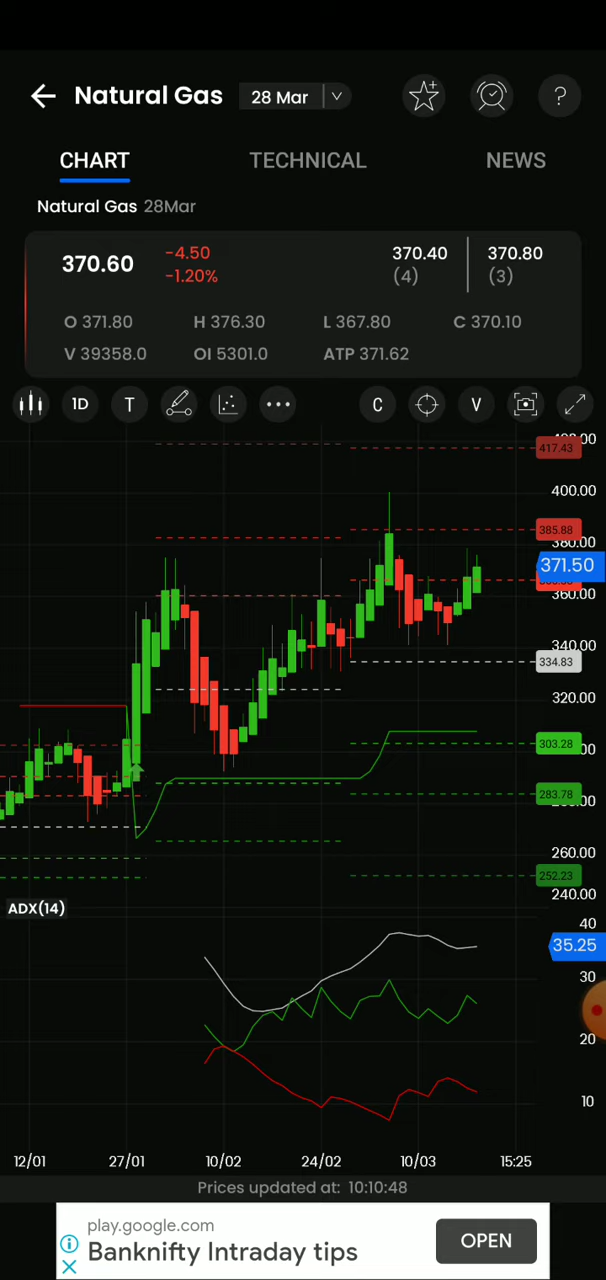 Natural Gas 28 Mar ?
CHART TECHNICAL NEWS
Natural Gas 28Mar
370.60 -4.50 370.40 370.80
-1.20% (4) (3)
O 371.80 H 376.30 L 367.80 C 370.10
V 39358.0 OI 5301.0 ATP 371.62
1D T C V
417.43
400.00
385.88
380.00
371.50
360.00
340.00
334.83
320.00
303.28
283.78
260.00
252.23
240.00
ADX(14)
40
35.25
30
20
10
12/01 27/01 10/02 24/02 10/03 15:25
Prices updated at: 10:10:48
play.google.com
Banknifty Intraday tips
OPEN